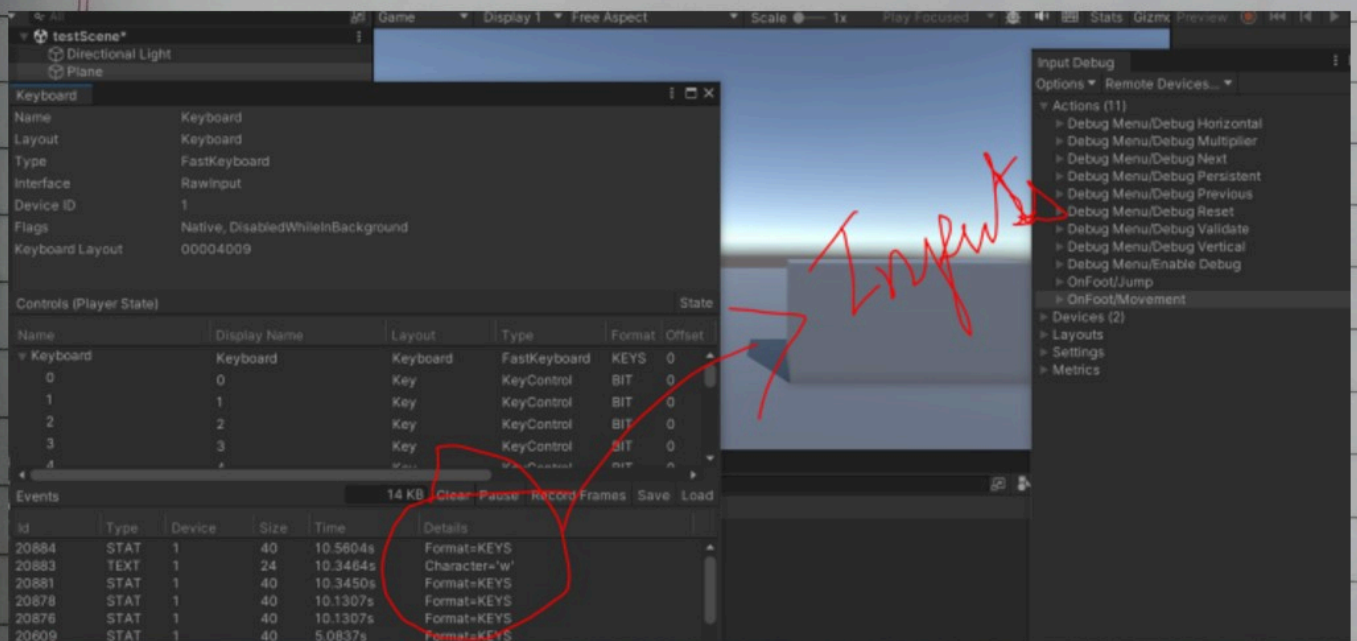 All
Game Display 1 Free Aspect Scale 1x Play Focused Stats Gizmo Preview
testScene*
Directional Light
Plane
Keyboard
Name Keyboard
Layout Keyboard
Type FastKeyboard
Interface RawInput
Device ID 1
Flags Native, DisabledWhileInBackground
Keyboard Layout 00004009
Controls (Player State) State
Name Display Name Layout Type Format Offset
Keyboard Keyboard Keyboard FastKeyboard KEYS 0
0 0 Key KeyControl BIT 0
1 1 Key KeyControl BIT 0
2 2 Key KeyControl BIT 0
3 3 Key KeyControl BIT 0
Events 14 KB Clear Pause Record Frames Save Load
Id Type Device Size Time Details
20884 STAT 1 40 10.5604s Format=KEYS
20883 TEXT 1 24 10.3464s Character='w'
20881 STAT 1 40 10.3450s Format=KEYS
20878 STAT 1 40 10.1307s Format=KEYS
20876 STAT 1 40 10.1307s Format=KEYS
20609 STAT 1 40 5.0837s Format=KEYS
Inputs
Input Debug
Options Remote Devices...
Actions (11)
Debug Menu/Debug Horizontal
Debug Menu/Debug Multiplier
Debug Menu/Debug Next
Debug Menu/Debug Persistent
Debug Menu/Debug Previous
Debug Menu/Debug Reset
Debug Menu/Debug Validate
Debug Menu/Debug Vertical
Debug Menu/Enable Debug
OnFoot/Jump
OnFoot/Movement
Devices (2)
Layouts
Settings
Metrics